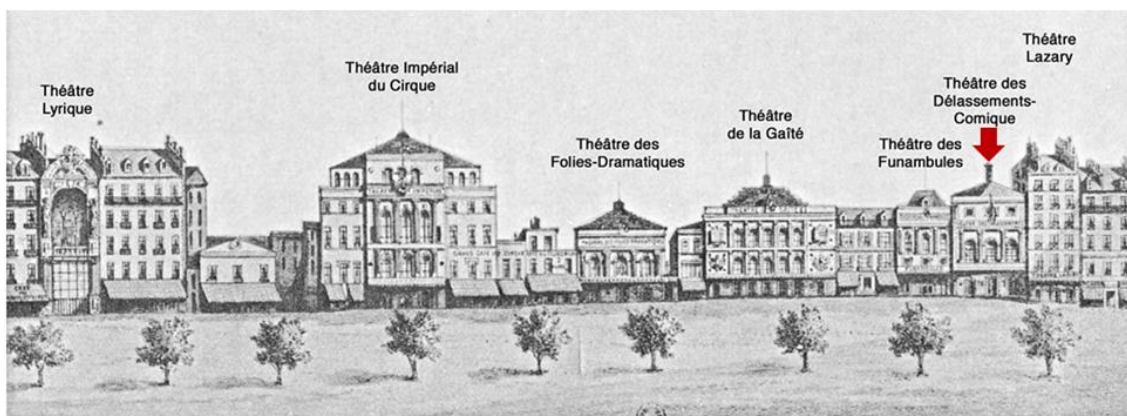 Théâtre
Lyrique
Théâtre Impérial
du Cirque
Théâtre des
Folies-Dramatiques
Théâtre
de la Gaîté
Théâtre des
Funambules
Théâtre des
Délassements-
Comique
Théâtre
Lazary